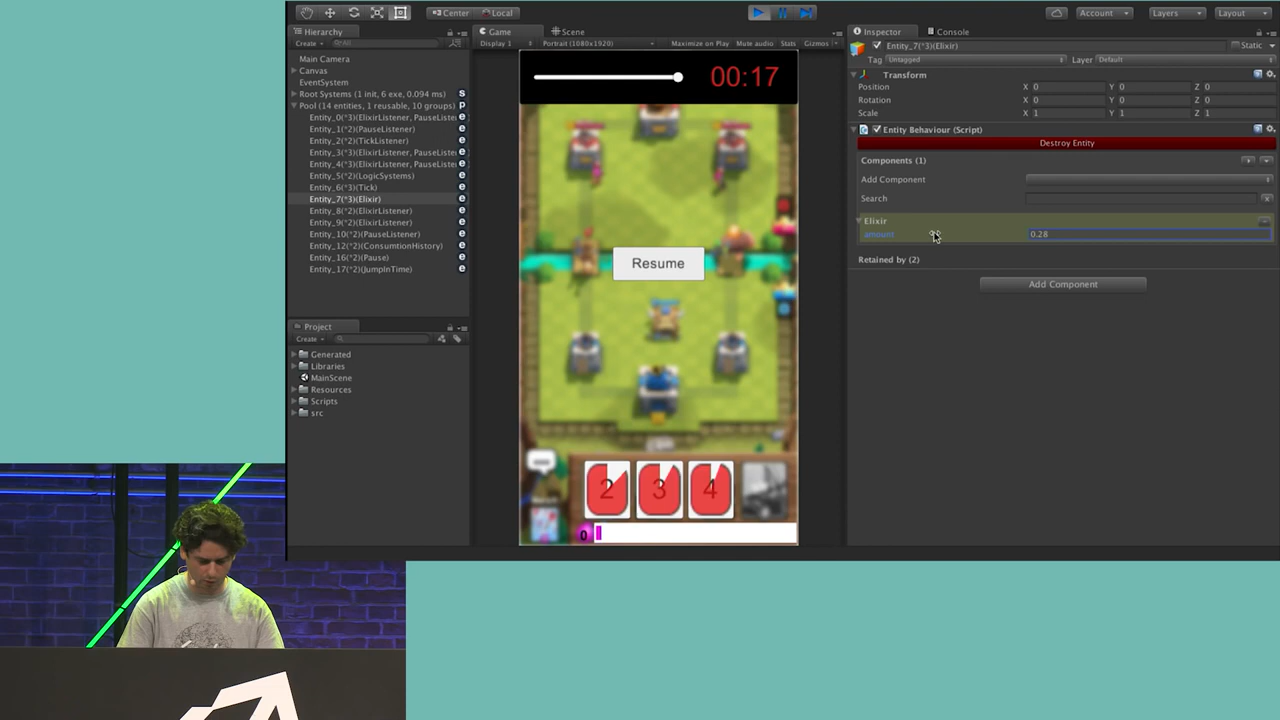 Center
Local
Account
Layers
Layout
Hierarchy
Create
All
Main Camera
Canvas
EventSystem
Root Systems (1 init, 6 exe, 0.094 ms)
Pool (14 entities, 1 reusable, 10 groups)
Entity_0(*3)(ElixirListener, PauseListene
Entity_1(*2)(PauseListener)
Entity_2(*2)(TickListener)
Entity_3(*3)(ElixirListener, PauseListene
Entity_4(*3)(ElixirListener, PauseListene
Entity_5(*2)(LogicSystems)
Entity_6(*3)(Tick)
Entity_7(*3)(Elixir)
Entity_8(*2)(ElixirListener)
Entity_9(*2)(ElixirListener)
Entity_10(*2)(PauseListener)
Entity_12(*2)(ConsumtionHistory)
Entity_16(*2)(Pause)
Entity_17(*2)(JumpInTime)
Project
Create
Generated
Libraries
MainScene
Resources
Scripts
src
Game
Scene
Display 1
Portrait (1080x1920)
Maximize on Play
Mute audio
Stats
Gizmos
00:17
Resume
2
3
4
0
Inspector
Console
Entity_7(*3)(Elixir)
Static
Tag
Untagged
Layer
Default
Transform
Position
X 0
Y 0
Z 0
Rotation
X 0
Y 0
Z 0
Scale
X 1
Y 1
Z 1
Entity Behaviour (Script)
Destroy Entity
Components (1)
Add Component
Search
Elixir
amount
0.28
Retained by (2)
Add Component